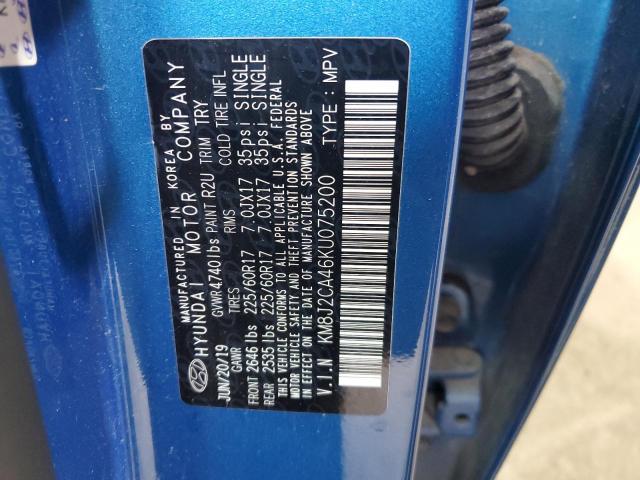 MANUFACTURED IN KOREA BY
HYUNDAI MOTOR COMPANY
JUN/20/19 GVWR 4740 lbs PAINT R2U TRIM TRY
GAWR TIRES RIMS COLD TIRE INFL
FRONT 2646 lbs 225/60R17 7.0JX17 35psi SINGLE
REAR 2535 lbs 225/60R17 7.0JX17 35psi SINGLE
THIS VEHICLE CONFORMS TO ALL APPLICABLE U.S.A. FEDERAL
MOTOR VEHICLE SAFETY AND THEFT PREVENTION STANDARDS
IN EFFECT ON THE DATE OF MANUFACTURE SHOWN ABOVE
V.I.N: KM8J2CA46KU075200 TYPE : MPV